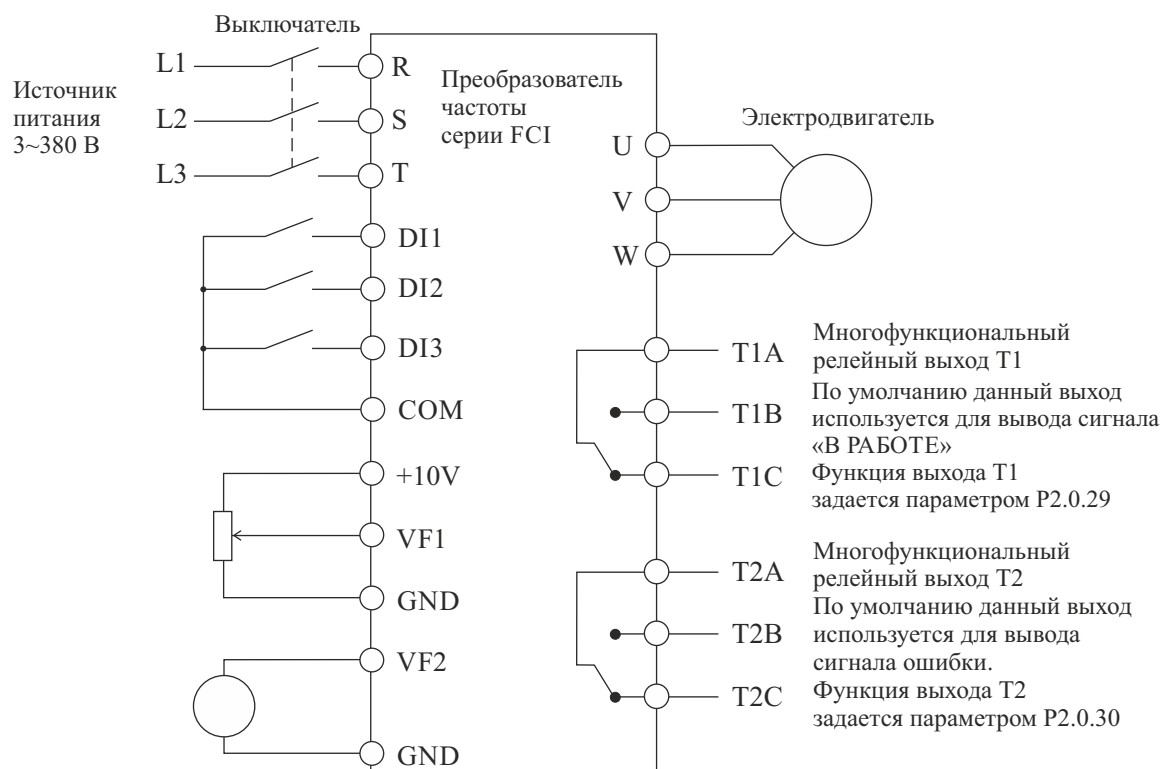 Выключатель
L1
R
Источник
питания
3~380 В
L2
S
L3
T
Преобразователь
частоты
серии FCI
Электродвигатель
U
V
W
DI1
DI2
DI3
COM
+10V
VF1
GND
VF2
GND
T1A
Многофункциональный
релейный выход T1
T1B
По умолчанию данный выход
используется для вывода сигнала
«В РАБОТЕ»
T1C
Функция выхода T1
задается параметром P2.0.29
T2A
Многофункциональный
релейный выход T2
T2B
По умолчанию данный выход
используется для вывода
сигнала ошибки.
T2C
Функция выхода T2
задается параметром P2.0.30